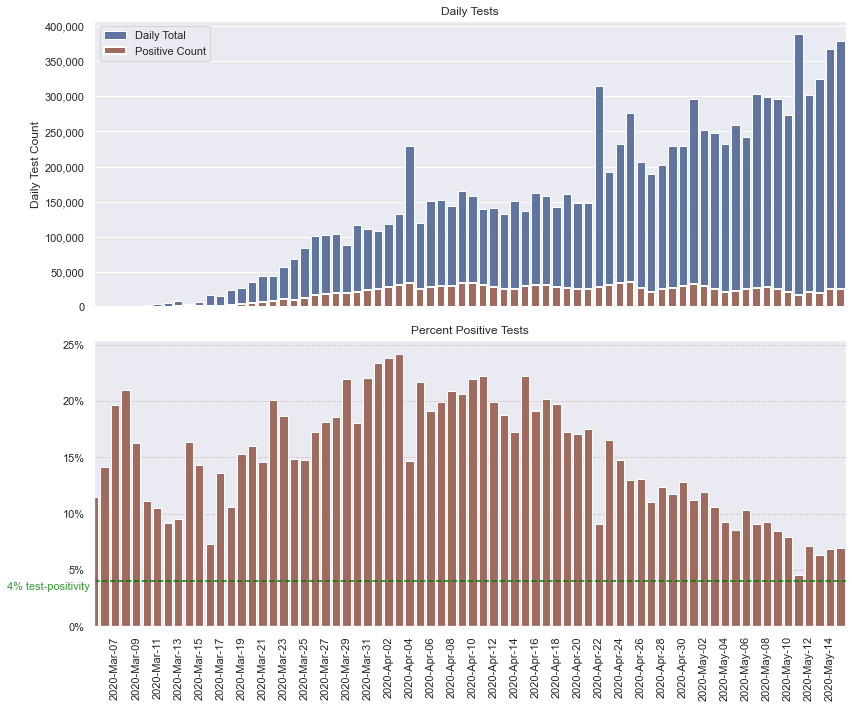 Daily Tests
Daily Total
Positive Count
Daily Test Count
400,000
350,000
300,000
250,000
200,000
150,000
100,000
50,000
0
Percent Positive Tests
25%
20%
15%
10%
5%
4% test-positivity
0%
2020-Mar-07
2020-Mar-09
2020-Mar-11
2020-Mar-13
2020-Mar-15
2020-Mar-17
2020-Mar-19
2020-Mar-21
2020-Mar-23
2020-Mar-25
2020-Mar-27
2020-Mar-29
2020-Mar-31
2020-Apr-02
2020-Apr-04
2020-Apr-06
2020-Apr-08
2020-Apr-10
2020-Apr-12
2020-Apr-14
2020-Apr-16
2020-Apr-18
2020-Apr-20
2020-Apr-22
2020-Apr-24
2020-Apr-26
2020-Apr-28
2020-Apr-30
2020-May-02
2020-May-04
2020-May-06
2020-May-08
2020-May-10
2020-May-12
2020-May-14